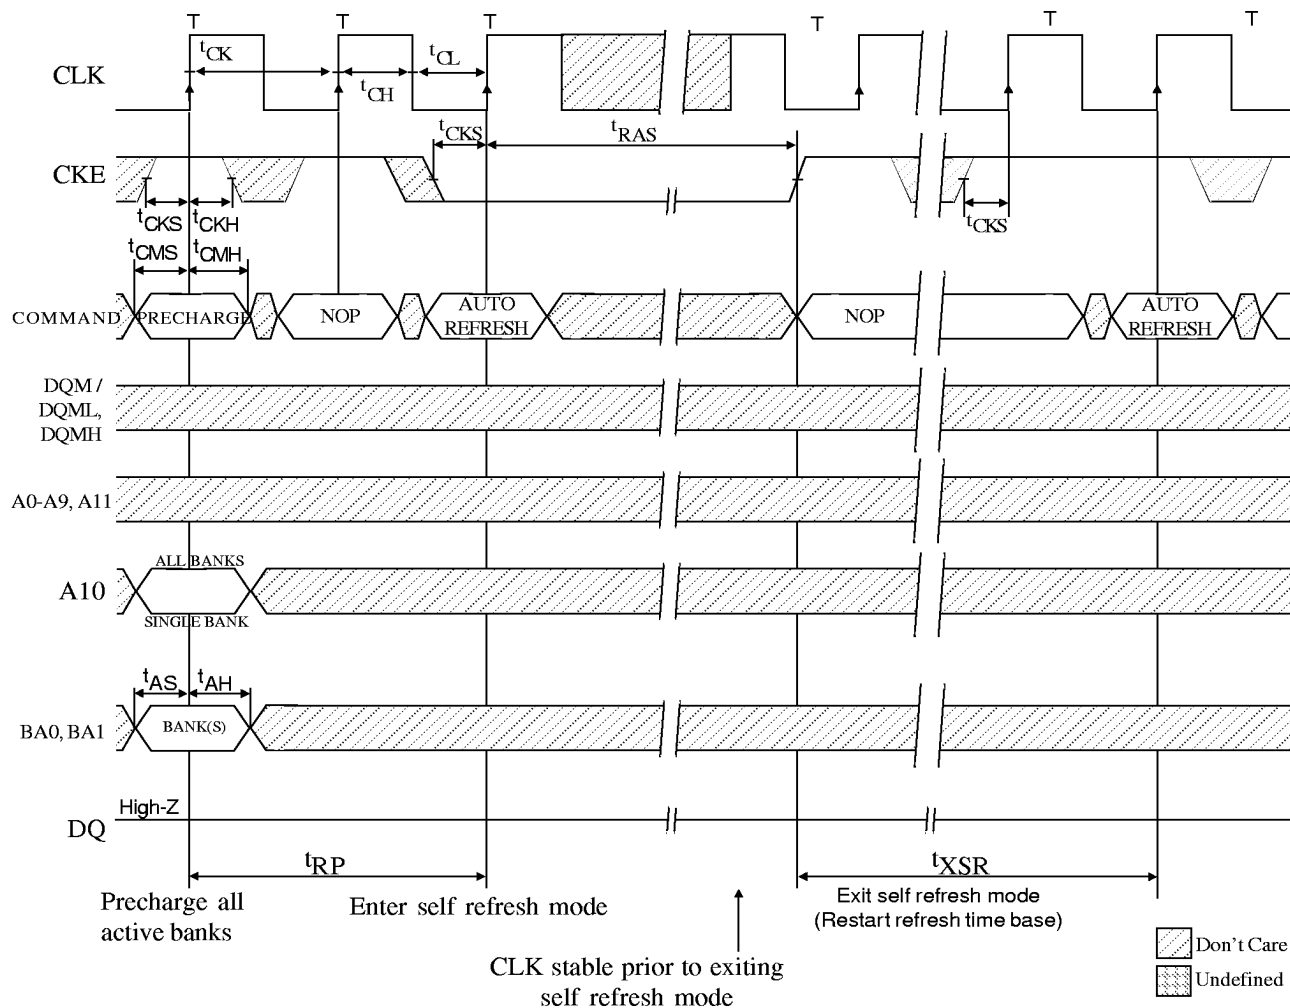 T T T T T T
tCK tCL
CLK
tCH
tCKS tRAS
CKE
tCKS tCKH tCKS
tCMS tCMH
COMMAND PRECHARGE NOP AUTO REFRESH NOP AUTO REFRESH
DQM /
DQML,
DQMH
A0-A9, A11
ALL BANKS
A10
SINGLE BANK
tAS tAH
BA0, BA1 BANK(S)
High-Z
DQ
tRP tXSR
Precharge all
active banks
Enter self refresh mode
Exit self refresh mode
(Restart refresh time base)
CLK stable prior to exiting
self refresh mode
Don't Care
Undefined